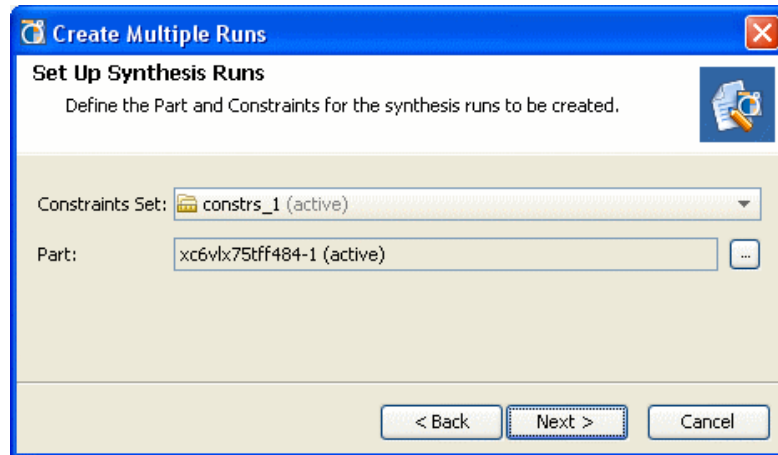 Create Multiple Runs
Set Up Synthesis Runs
Define the Part and Constraints for the synthesis runs to be created.
Constraints Set: constrs_1 (active)
Part: xc6vlx75tff484-1 (active) ...
< Back Next > Cancel